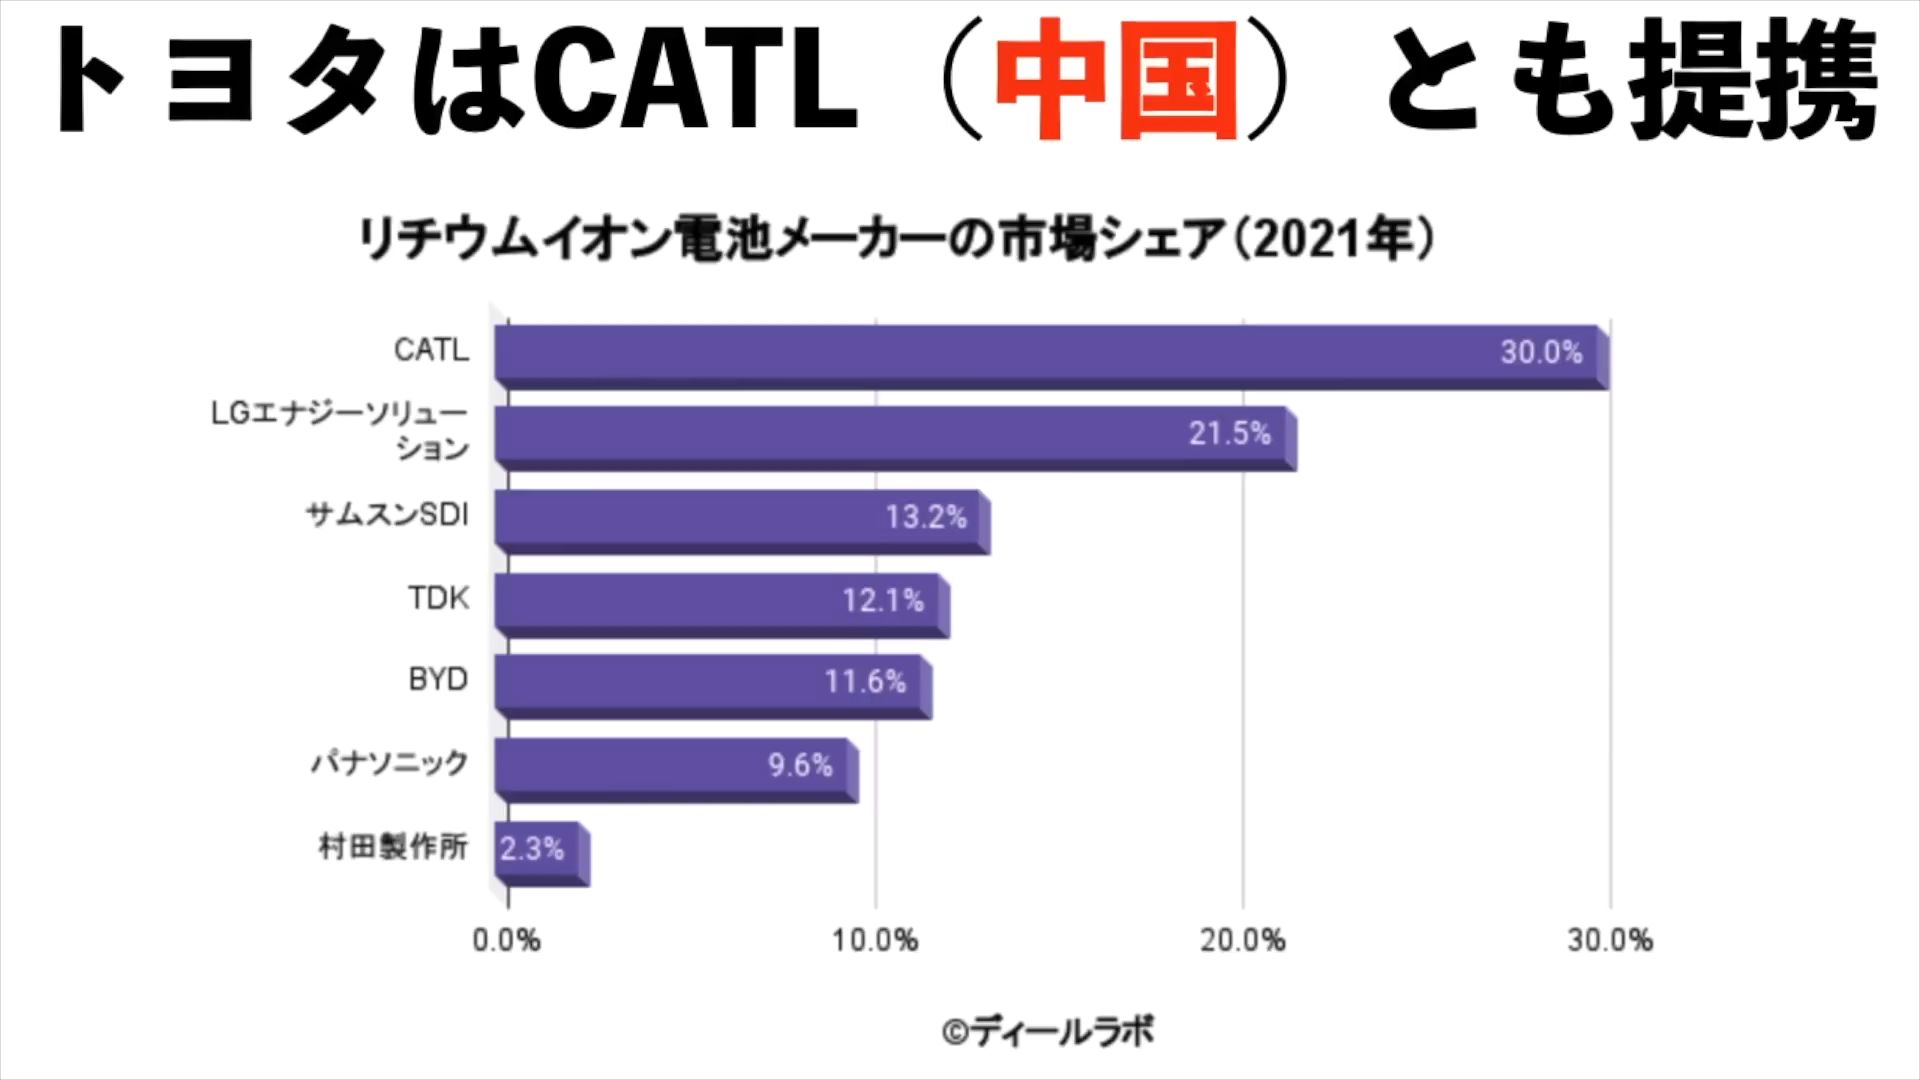 トヨタはCATL（中国）とも提携
リチウムイオン電池メーカーの市場シェア（2021年）
CATL
30.0%
LGエナジーソリュー
ション
21.5%
サムスンSDI
13.2%
TDK
12.1%
BYD
11.6%
パナソニック
9.6%
村田製作所
2.3%
0.0%
10.0%
20.0%
30.0%
©ディールラボ